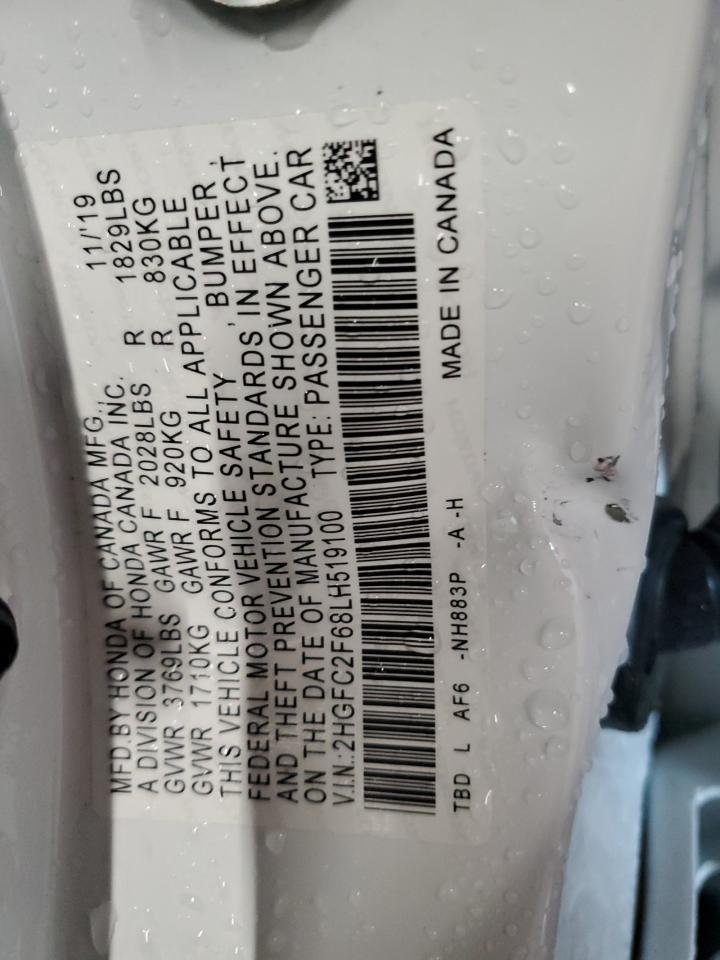 MFD.BY HONDA OF CANADA MFG., 11/'19
A DIVISION OF HONDA CANADA INC.
GVWR 3769LBS GAWR F 2028LBS R 1829LBS
GVWR 1710KG GAWR F 920KG R 830KG
THIS VEHICLE CONFORMS TO ALL APPLICABLE
FEDERAL MOTOR VEHICLE SAFETY, BUMPER,
AND THEFT PREVENTION STANDARDS, IN EFFECT
ON THE DATE OF MANUFACTURE SHOWN ABOVE.
V.I.N.:2HGFC2F68LH519100 TYPE: PASSENGER CAR
TBD L AF6 -NH883P -A -H MADE IN CANADA